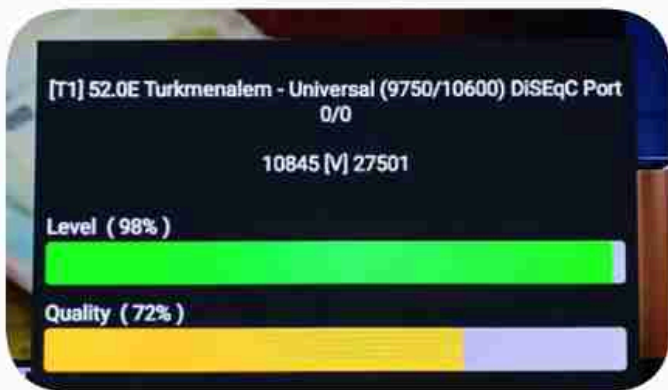 [T1] 52.0E Turkmenalem - Universal (9750/10600) DiSEqC Port
0/0
10845 [V] 27501
Level ( 98% )
Quality ( 72% )